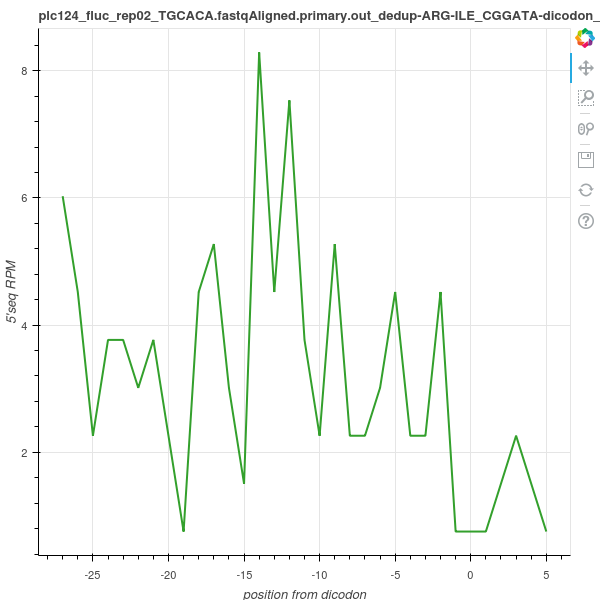 plc124_fluc_rep02_TGCACA.fastqAligned.primary.out_dedup-ARG-ILE_CGGATA-dicodon_
8
6
4
2
5'seq RPM
-25 -20 -15 -10 -5 0 5
position from dicodon